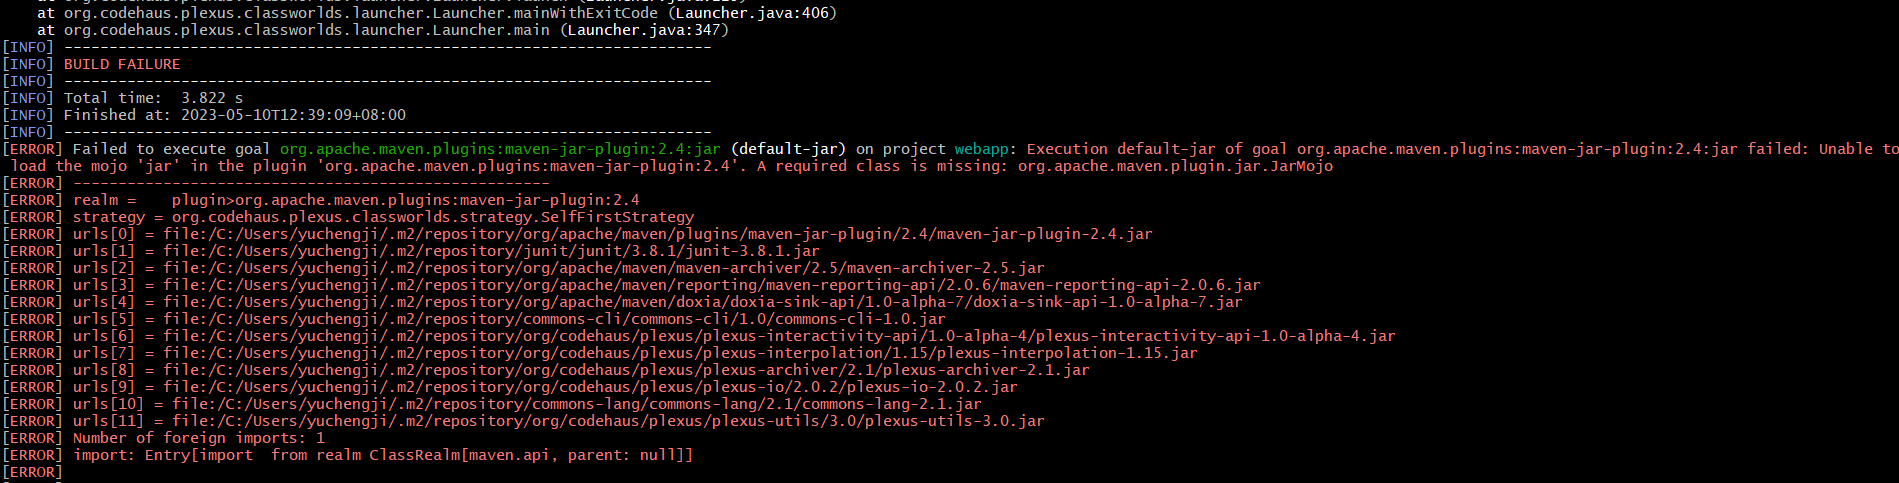 at org.codehaus.plexus.classworlds.launcher.Launcher.mainWithExitCode (Launcher.java:406)
at org.codehaus.plexus.classworlds.launcher.Launcher.main (Launcher.java:347)
[INFO] ------------------------------------------------------------------------
[INFO] BUILD FAILURE
[INFO] ------------------------------------------------------------------------
[INFO] Total time:  3.822 s
[INFO] Finished at: 2023-05-10T12:39:09+08:00
[INFO] ------------------------------------------------------------------------
[ERROR] Failed to execute goal org.apache.maven.plugins:maven-jar-plugin:2.4:jar (default-jar) on project webapp: Execution default-jar of goal org.apache.maven.plugins:maven-jar-plugin:2.4:jar failed: Unable to
load the mojo 'jar' in the plugin 'org.apache.maven.plugins:maven-jar-plugin:2.4'. A required class is missing: org.apache.maven.plugin.jar.JarMojo
[ERROR] -----------------------------------------------------
[ERROR] realm =    plugin>org.apache.maven.plugins:maven-jar-plugin:2.4
[ERROR] strategy = org.codehaus.plexus.classworlds.strategy.SelfFirstStrategy
[ERROR] urls[0] = file:/C:/Users/yuchengji/.m2/repository/org/apache/maven/plugins/maven-jar-plugin/2.4/maven-jar-plugin-2.4.jar
[ERROR] urls[1] = file:/C:/Users/yuchengji/.m2/repository/junit/junit/3.8.1/junit-3.8.1.jar
[ERROR] urls[2] = file:/C:/Users/yuchengji/.m2/repository/org/apache/maven/maven-archiver/2.5/maven-archiver-2.5.jar
[ERROR] urls[3] = file:/C:/Users/yuchengji/.m2/repository/org/apache/maven/reporting/maven-reporting-api/2.0.6/maven-reporting-api-2.0.6.jar
[ERROR] urls[4] = file:/C:/Users/yuchengji/.m2/repository/org/apache/maven/doxia/doxia-sink-api/1.0-alpha-7/doxia-sink-api-1.0-alpha-7.jar
[ERROR] urls[5] = file:/C:/Users/yuchengji/.m2/repository/commons-cli/commons-cli/1.0/commons-cli-1.0.jar
[ERROR] urls[6] = file:/C:/Users/yuchengji/.m2/repository/org/codehaus/plexus/plexus-interactivity-api/1.0-alpha-4/plexus-interactivity-api-1.0-alpha-4.jar
[ERROR] urls[7] = file:/C:/Users/yuchengji/.m2/repository/org/codehaus/plexus/plexus-interpolation/1.15/plexus-interpolation-1.15.jar
[ERROR] urls[8] = file:/C:/Users/yuchengji/.m2/repository/org/codehaus/plexus/plexus-archiver/2.1/plexus-archiver-2.1.jar
[ERROR] urls[9] = file:/C:/Users/yuchengji/.m2/repository/org/codehaus/plexus/plexus-io/2.0.2/plexus-io-2.0.2.jar
[ERROR] urls[10] = file:/C:/Users/yuchengji/.m2/repository/commons-lang/commons-lang/2.1/commons-lang-2.1.jar
[ERROR] urls[11] = file:/C:/Users/yuchengji/.m2/repository/org/codehaus/plexus/plexus-utils/3.0/plexus-utils-3.0.jar
[ERROR] Number of foreign imports: 1
[ERROR] import: Entry[import  from realm ClassRealm[maven.api, parent: null]]
[ERROR]